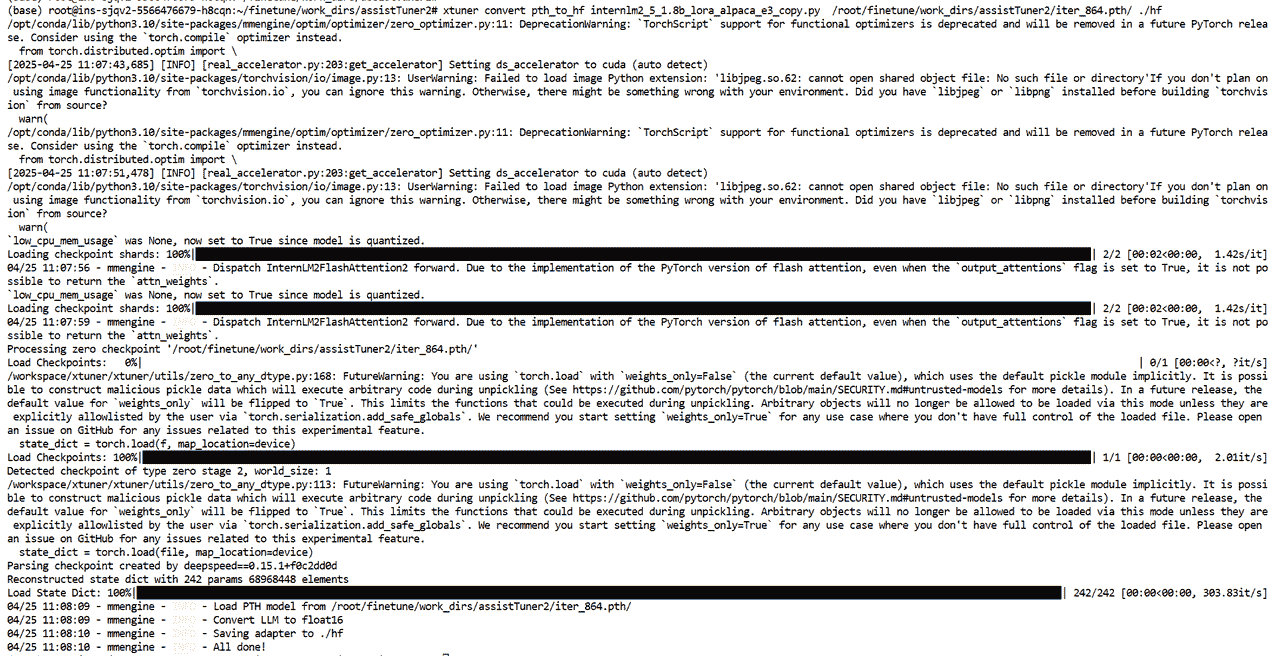 (base) root@ins-sjqv2-5566476679-h8cqn:~/finetune/work_dirs/assistTuner2# xtuner convert pth_to_hf internlm2_5_1.8b_lora_alpaca_e3_copy.py  /root/finetune/work_dirs/assistTuner2/iter_864.pth/ ./hf
/opt/conda/lib/python3.10/site-packages/mmengine/optim/optimizer/zero_optimizer.py:11: DeprecationWarning: `TorchScript` support for functional optimizers is deprecated and will be removed in a future PyTorch relea
se. Consider using the `torch.compile` optimizer instead.
  from torch.distributed.optim import \
[2025-04-25 11:07:43,685] [INFO] [real_accelerator.py:203:get_accelerator] Setting ds_accelerator to cuda (auto detect)
/opt/conda/lib/python3.10/site-packages/torchvision/io/image.py:13: UserWarning: Failed to load image Python extension: 'libjpeg.so.62: cannot open shared object file: No such file or directory'If you don't plan on
 using image functionality from `torchvision.io`, you can ignore this warning. Otherwise, there might be something wrong with your environment. Did you have `libjpeg` or `libpng` installed before building `torchvis
ion` from source?
  warn(
/opt/conda/lib/python3.10/site-packages/mmengine/optim/optimizer/zero_optimizer.py:11: DeprecationWarning: `TorchScript` support for functional optimizers is deprecated and will be removed in a future PyTorch relea
se. Consider using the `torch.compile` optimizer instead.
  from torch.distributed.optim import \
[2025-04-25 11:07:51,478] [INFO] [real_accelerator.py:203:get_accelerator] Setting ds_accelerator to cuda (auto detect)
/opt/conda/lib/python3.10/site-packages/torchvision/io/image.py:13: UserWarning: Failed to load image Python extension: 'libjpeg.so.62: cannot open shared object file: No such file or directory'If you don't plan on
 using image functionality from `torchvision.io`, you can ignore this warning. Otherwise, there might be something wrong with your environment. Did you have `libjpeg` or `libpng` installed before building `torchvis
ion` from source?
  warn(
`low_cpu_mem_usage` was None, now set to True since model is quantized.
Loading checkpoint shards: 100%| | 2/2 [00:02<00:00,  1.42s/it]
04/25 11:07:56 - mmengine - INFO - Dispatch InternLM2FlashAttention2 forward. Due to the implementation of the PyTorch version of flash attention, even when the `output_attentions` flag is set to True, it is not po
ssible to return the `attn_weights`.
`low_cpu_mem_usage` was None, now set to True since model is quantized.
Loading checkpoint shards: 100%| | 2/2 [00:02<00:00,  1.42s/it]
04/25 11:07:59 - mmengine - INFO - Dispatch InternLM2FlashAttention2 forward. Due to the implementation of the PyTorch version of flash attention, even when the `output_attentions` flag is set to True, it is not po
ssible to return the `attn_weights`.
Processing zero checkpoint '/root/finetune/work_dirs/assistTuner2/iter_864.pth/'
Load Checkpoints:   0%| | 0/1 [00:00<?, ?it/s]
/workspace/xtuner/xtuner/utils/zero_to_any_dtype.py:168: FutureWarning: You are using `torch.load` with `weights_only=False` (the current default value), which uses the default pickle module implicitly. It is possi
ble to construct malicious pickle data which will execute arbitrary code during unpickling (See https://github.com/pytorch/pytorch/blob/main/SECURITY.md#untrusted-models for more details). In a future release, the
default value for `weights_only` will be flipped to `True`. This limits the functions that could be executed during unpickling. Arbitrary objects will no longer be allowed to be loaded via this mode unless they are
 explicitly allowlisted by the user via `torch.serialization.add_safe_globals`. We recommend you start setting `weights_only=True` for any use case where you don't have full control of the loaded file. Please open
an issue on GitHub for any issues related to this experimental feature.
  state_dict = torch.load(f, map_location=device)
Load Checkpoints: 100%| | 1/1 [00:00<00:00,  2.01it/s]
Detected checkpoint of type zero stage 2, world_size: 1
/workspace/xtuner/xtuner/utils/zero_to_any_dtype.py:113: FutureWarning: You are using `torch.load` with `weights_only=False` (the current default value), which uses the default pickle module implicitly. It is possi
ble to construct malicious pickle data which will execute arbitrary code during unpickling (See https://github.com/pytorch/pytorch/blob/main/SECURITY.md#untrusted-models for more details). In a future release, the
default value for `weights_only` will be flipped to `True`. This limits the functions that could be executed during unpickling. Arbitrary objects will no longer be allowed to be loaded via this mode unless they are
 explicitly allowlisted by the user via `torch.serialization.add_safe_globals`. We recommend you start setting `weights_only=True` for any use case where you don't have full control of the loaded file. Please open
an issue on GitHub for any issues related to this experimental feature.
  state_dict = torch.load(file, map_location=device)
Parsing checkpoint created by deepspeed==0.15.1+f0c2dd0d
Reconstructed state dict with 242 params 68968448 elements
Load State Dict: 100%| | 242/242 [00:00<00:00, 303.83it/s]
04/25 11:08:09 - mmengine - INFO - Load PTH model from /root/finetune/work_dirs/assistTuner2/iter_864.pth/
04/25 11:08:09 - mmengine - INFO - Convert LLM to float16
04/25 11:08:10 - mmengine - INFO - Saving adapter to ./hf
04/25 11:08:10 - mmengine - INFO - All done!